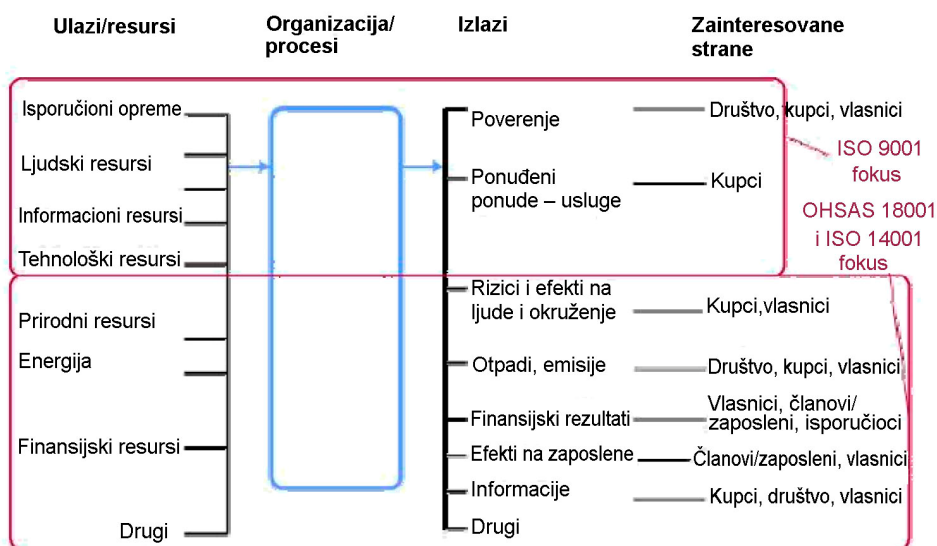 Ulazi/resursi
Organizacija/
procesi
Izlazi
Zainteresovane
strane
Isporučioni opreme
Ljudski resursi
Informacioni resursi
Tehnološki resursi
Prirodni resursi
Energija
Finansijski resursi
Drugi
Poverenje
Ponuđeni
ponude – usluge
Rizici i efekti na
ljude i okruženje
Otpadi, emisije
Finansijski rezultati
Efekti na zaposlene
Informacije
Drugi
Društvo, kupci, vlasnici
Kupci
Kupci,vlasnici
Društvo, kupci, vlasnici
Vlasnici, članovi/
zaposleni, isporučioci
Članovi/zaposleni, vlasnici
Kupci, društvo, vlasnici
ISO 9001
fokus
OHSAS 18001
i ISO 14001
fokus